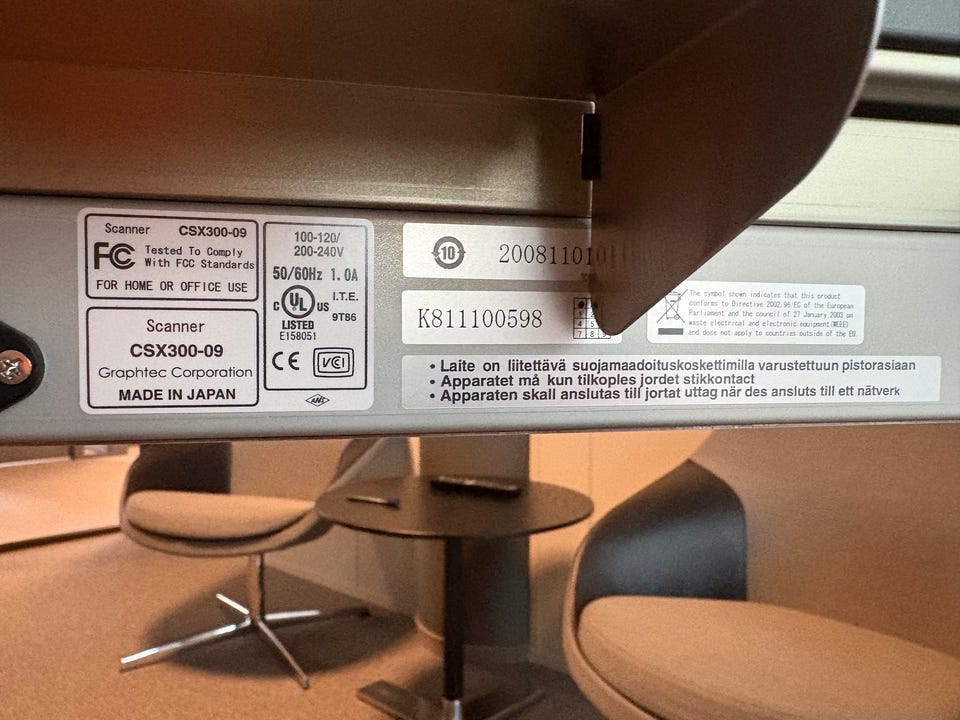 Scanner CSX300-09
FC Tested To Comply
With FCC Standards
FOR HOME OR OFFICE USE
Scanner
CSX300-09
Graphtec Corporation
MADE IN JAPAN
100-120/
200-240V
50/60Hz 1.0A
C UL US I.T.E.
LISTED 9T86
E158051
CE VCI
10 200811010
K811100598
The symbol shown indicates that this product
conforms to Directive 2002/96/EC of the European
Parliament and the council of 27 January 2003 on
waste electrical and electronic equipment(WEEE)
and does not apply to countries outside of the EU.
• Laite on liitettävä suojamaadoituskoskettimilla varustettuun pistorasiaan
• Apparatet må kun tilkoples jordet stikkontact
• Apparaten skall anslutas till jortat uttag når des ansluts till ett nätverk